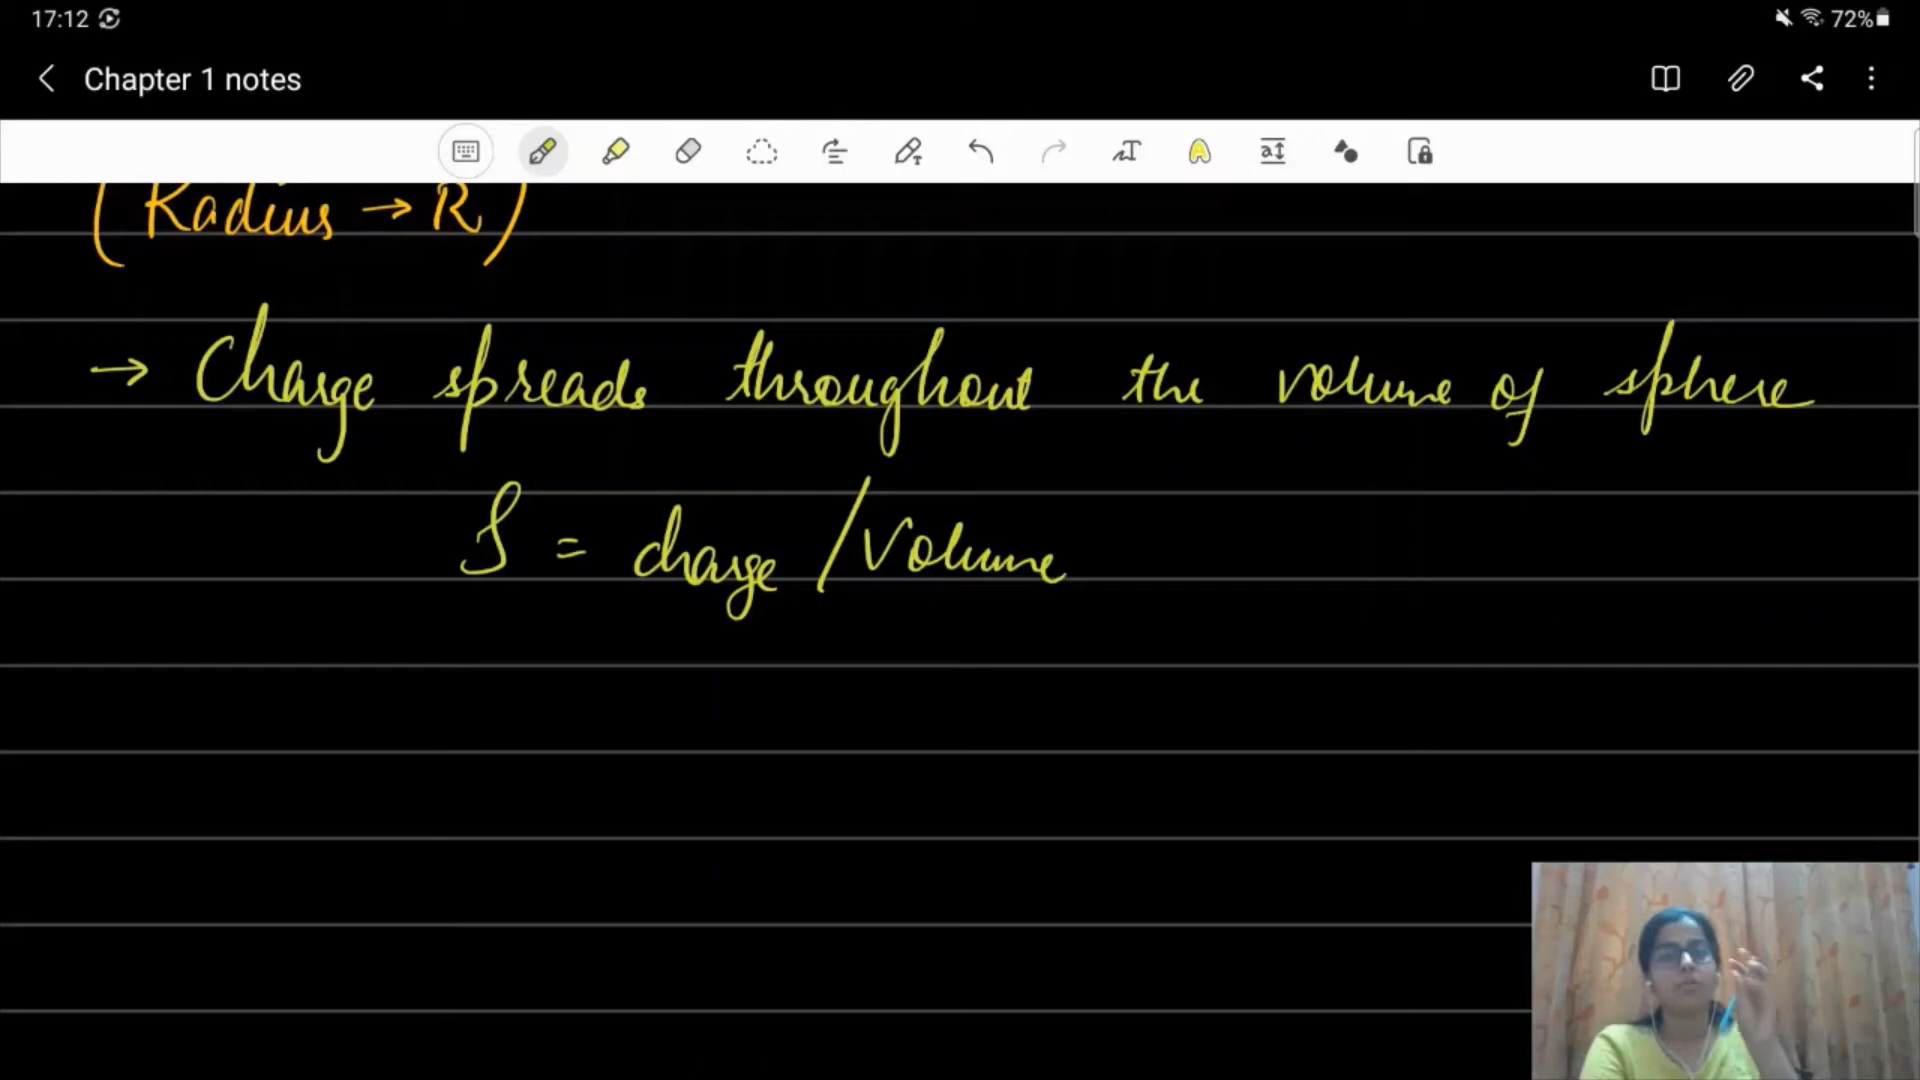 17:12 72%
Chapter 1 notes
(Radius → R)
→ Charge spreads throughout the volume of sphere
ρ = charge / Volume